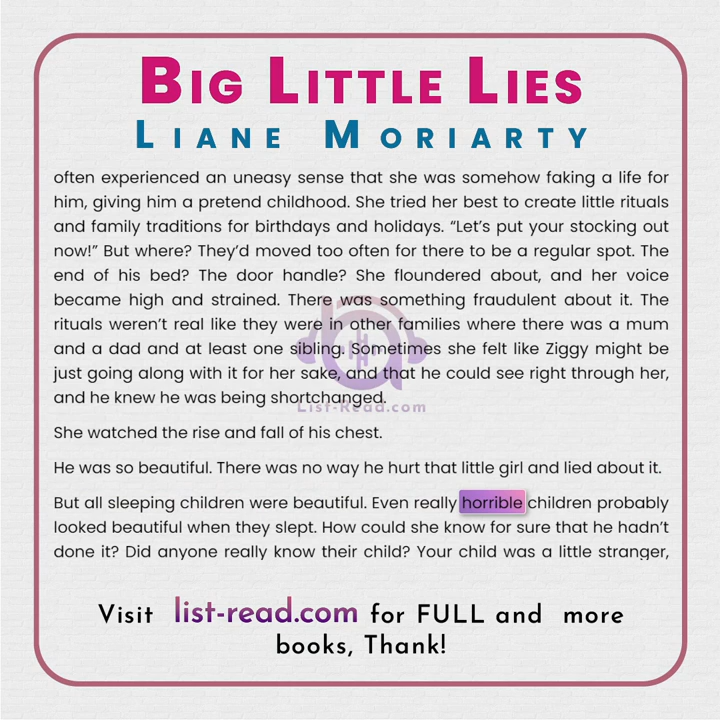 BIG LITTLE LIES
LIANE MORIARTY
often experienced an uneasy sense that she was somehow faking a life for
him, giving him a pretend childhood. She tried her best to create little rituals
and family traditions for birthdays and holidays. “Let’s put your stocking out
now!” But where? They’d moved too often for there to be a regular spot. The
end of his bed? The door handle? She floundered about, and her voice
became high and strained. There was something fraudulent about it. The
rituals weren’t real like they were in other families where there was a mum
and a dad and at least one sibling. Sometimes she felt like Ziggy might be
just going along with it for her sake, and that he could see right through her,
and he knew he was being shortchanged.
List-Read.com
She watched the rise and fall of his chest.
He was so beautiful. There was no way he hurt that little girl and lied about it.
But all sleeping children were beautiful. Even really horrible children probably
looked beautiful when they slept. How could she know for sure that he hadn’t
done it? Did anyone really know their child? Your child was a little stranger,
Visit list-read.com for FULL and more
books, Thank!